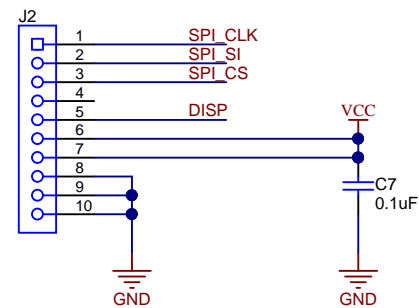 J2
1 SPI_CLK
2 SPI_SI
3 SPI_CS
4
5 DISP
6 VCC
7
8 C7
9 0.1uF
10
GND GND